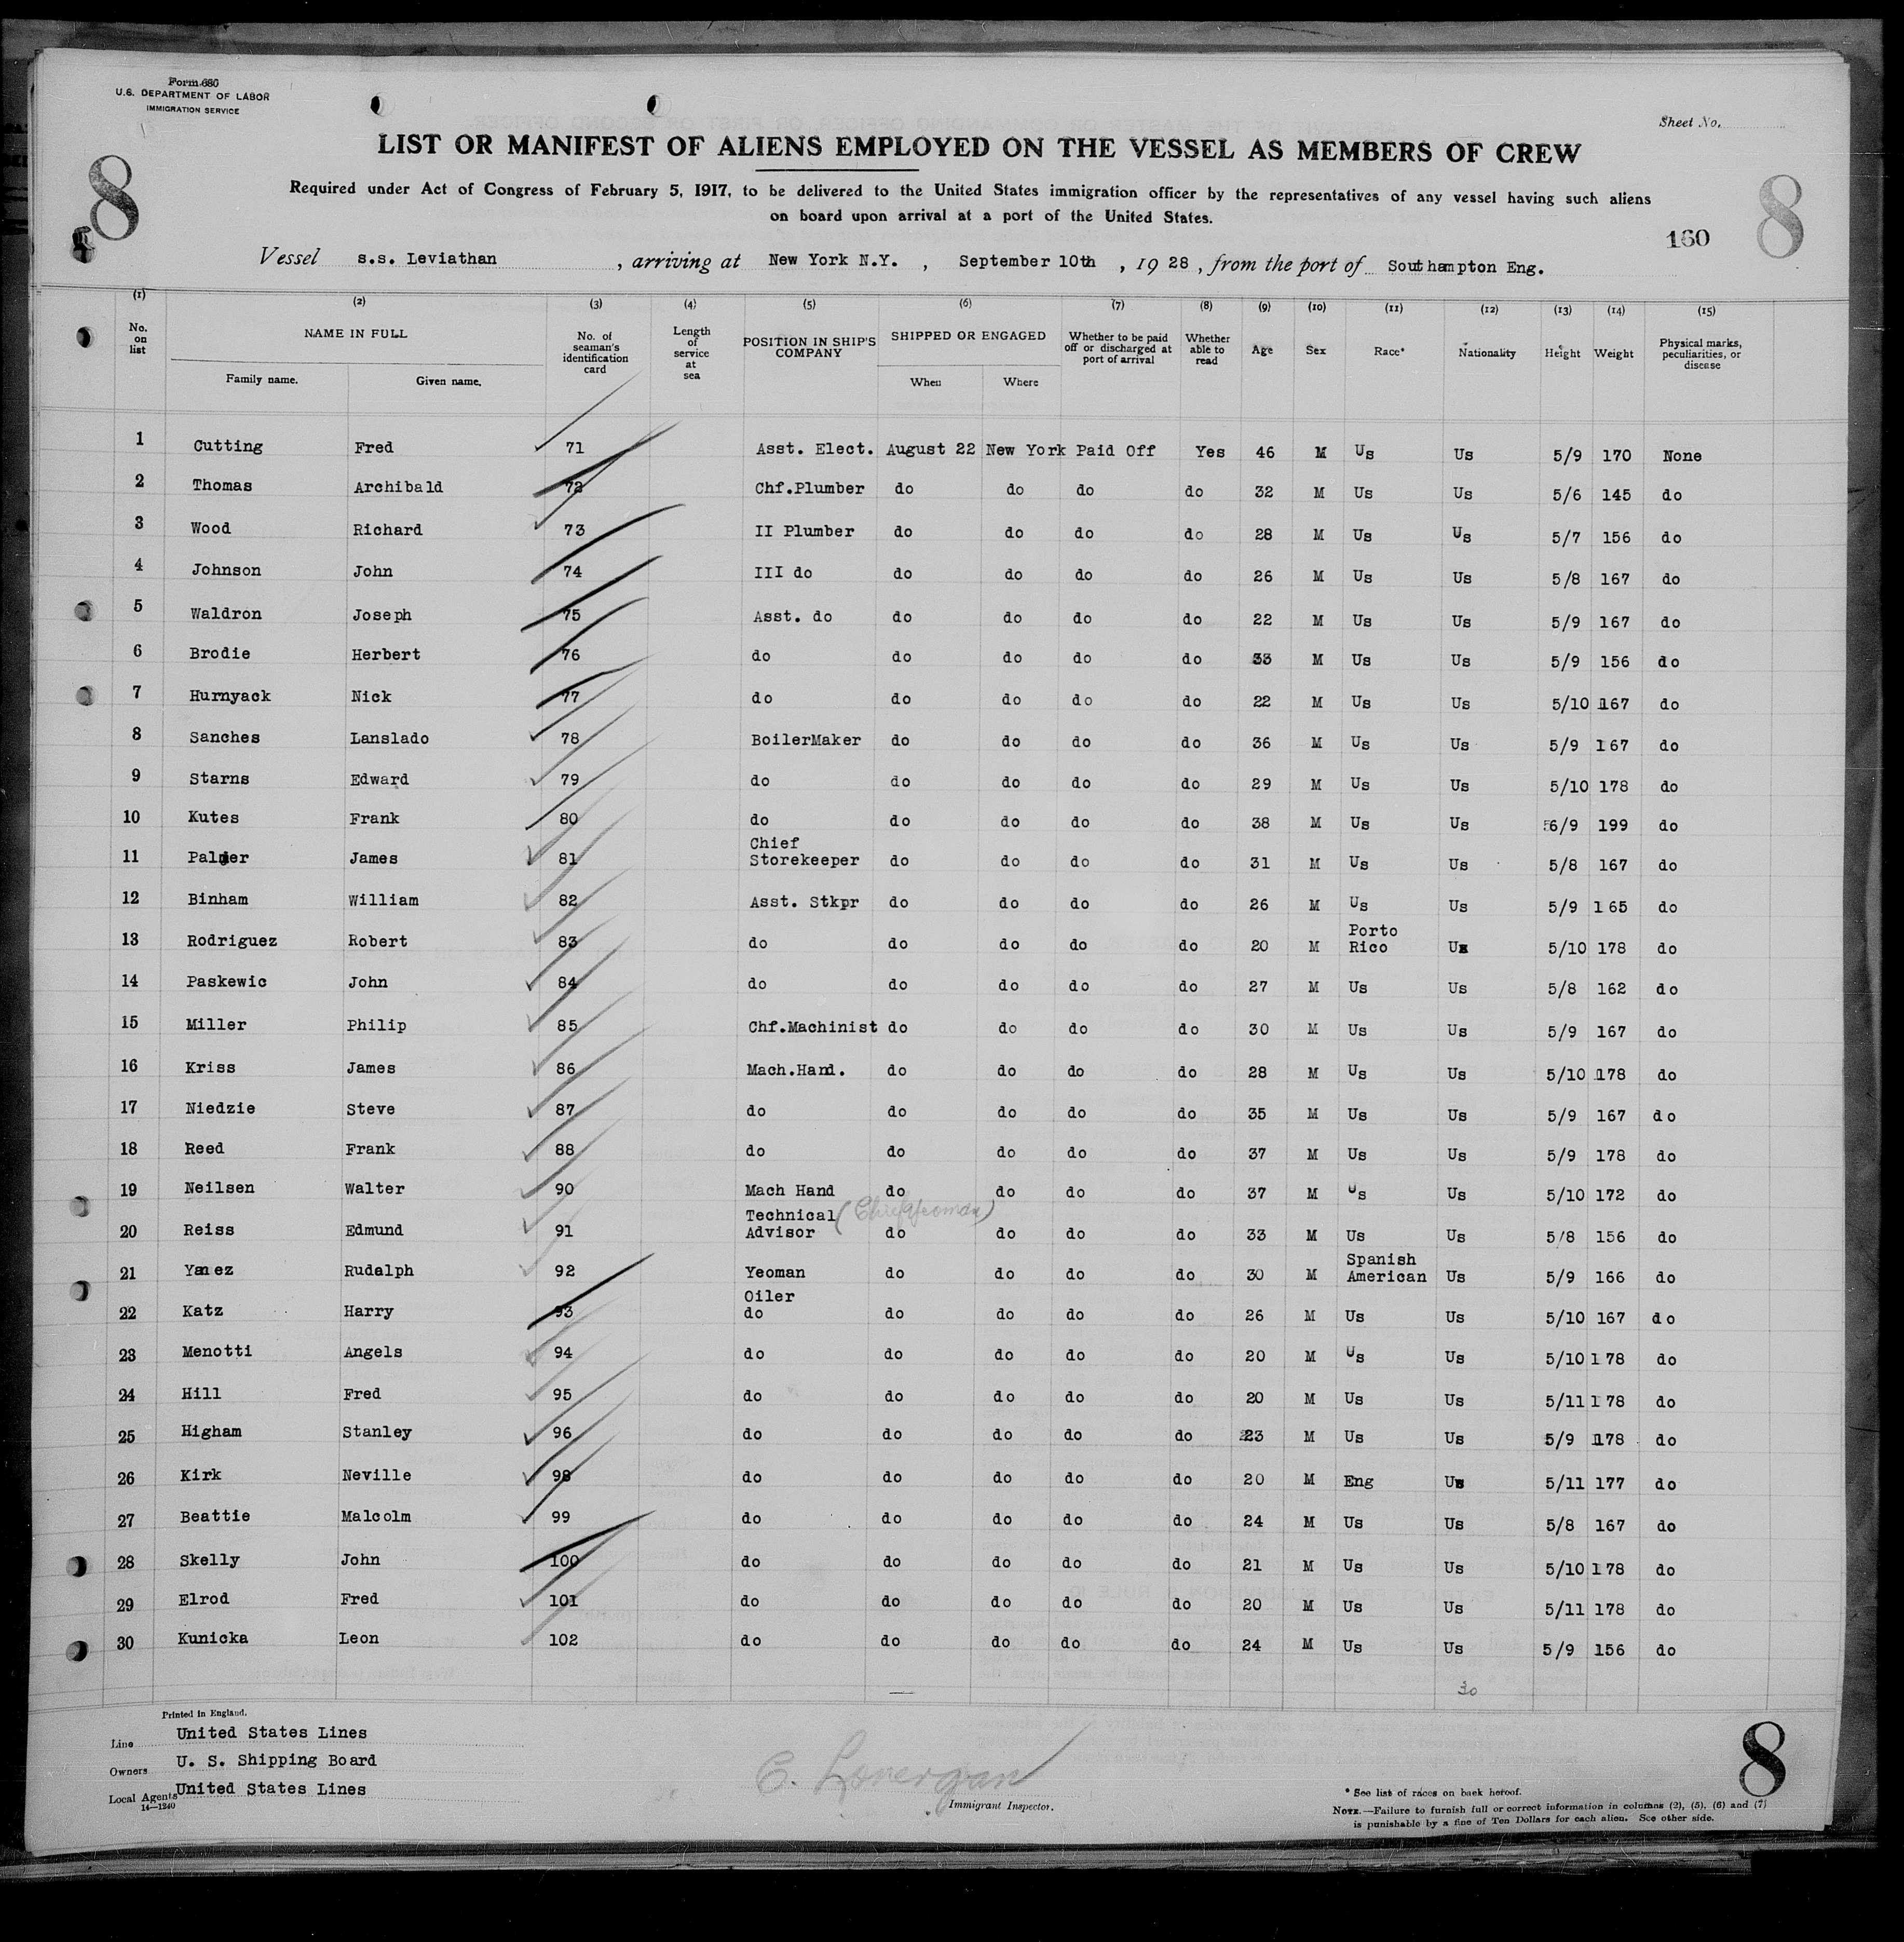 Form 680
U.S. DEPARTMENT OF LABOR
IMMIGRATION SERVICE
Sheet No.
8
8
LIST OR MANIFEST OF ALIENS EMPLOYED ON THE VESSEL AS MEMBERS OF CREW
Required under Act of Congress of February 5, 1917, to be delivered to the United States immigration officer by the representatives of any vessel having such aliens
on board upon arrival at a port of the United States.
160
Vessel s.s. Leviathan, arriving at New York N.Y., September 10th, 1928, from the port of Southampton Eng.
(1) (2) (3) (4) (5) (6) (7) (8) (9) (10) (11) (12) (13) (14) (15)
No. on list NAME IN FULL Family name. Given name. No. of seaman's identification card Length of service at sea POSITION IN SHIP'S COMPANY SHIPPED OR ENGAGED When Where Whether to be paid off or discharged at port of arrival Whether able to read Age Sex Race* Nationality Height Weight Physical marks, peculiarities, or disease
1 Cutting Fred 71 Asst. Elect. August 22 New York Paid Off Yes 46 M Us Us 5/9 170 None
2 Thomas Archibald 72 Chf.Plumber do do do do 32 M Us Us 5/6 145 do
3 Wood Richard 73 II Plumber do do do do 28 M Us Us 5/7 156 do
4 Johnson John 74 III do do do do do 26 M Us Us 5/8 167 do
5 Waldron Joseph 75 Asst. do do do do do 22 M Us Us 5/9 167 do
6 Brodie Herbert 76 do do do do do 33 M Us Us 5/9 156 do
7 Hurnyack Nick 77 do do do do do 22 M Us Us 5/10 167 do
8 Sanches Lanslado 78 BoilerMaker do do do do 36 M Us Us 5/9 167 do
9 Starns Edward 79 do do do do do 29 M Us Us 5/10 178 do
10 Kutes Frank 80 do do do do do 38 M Us Us 6/9 199 do
11 Palmer James 81 Chief Storekeeper do do do do 31 M Us Us 5/8 167 do
12 Binham William 82 Asst. Stkpr do do do do 26 M Us Us 5/9 165 do
13 Rodriguez Robert 83 do do do do do 20 M Porto Rico Us 5/10 178 do
14 Paskewic John 84 do do do do do 27 M Us Us 5/8 162 do
15 Miller Philip 85 Chf.Machinist do do do do 30 M Us Us 5/9 167 do
16 Kriss James 86 Mach.Hand. do do do do 28 M Us Us 5/10 178 do
17 Niedzie Steve 87 do do do do do 35 M Us Us 5/9 167 do
18 Reed Frank 88 do do do do do 37 M Us Us 5/9 178 do
19 Neilsen Walter 90 Mach Hand do do do do 37 M Us Us 5/10 172 do
20 Reiss Edmund 91 Technical Advisor (Chief Yeoman) do do do do 33 M Us Us 5/8 156 do
21 Yanez Rudalph 92 Yeoman do do do do 30 M Spanish American Us 5/9 166 do
22 Katz Harry 93 Oiler do do do do do 26 M Us Us 5/10 167 do
23 Menotti Angels 94 do do do do do 20 M Us Us 5/10 178 do
24 Hill Fred 95 do do do do do 20 M Us Us 5/11 178 do
25 Higham Stanley 96 do do do do do 23 M Us Us 5/9 178 do
26 Kirk Neville 98 do do do do do 20 M Eng Us 5/11 177 do
27 Beattie Malcolm 99 do do do do do 24 M Us Us 5/8 167 do
28 Skelly John 100 do do do do do 21 M Us Us 5/10 178 do
29 Elrod Fred 101 do do do do do 20 M Us Us 5/11 178 do
30 Kunicka Leon 102 do do do do do 24 M Us Us 5/9 156 do
30
Printed in England.
Line United States Lines
Owners U. S. Shipping Board
Local Agents United States Lines
14—1240
E. Lonergan
Immigrant Inspector.
* See list of races on back hereof.
NOTE.—Failure to furnish full or correct information in columns (2), (5), (6) and (7)
is punishable by a fine of Ten Dollars for each alien. See other side.
8